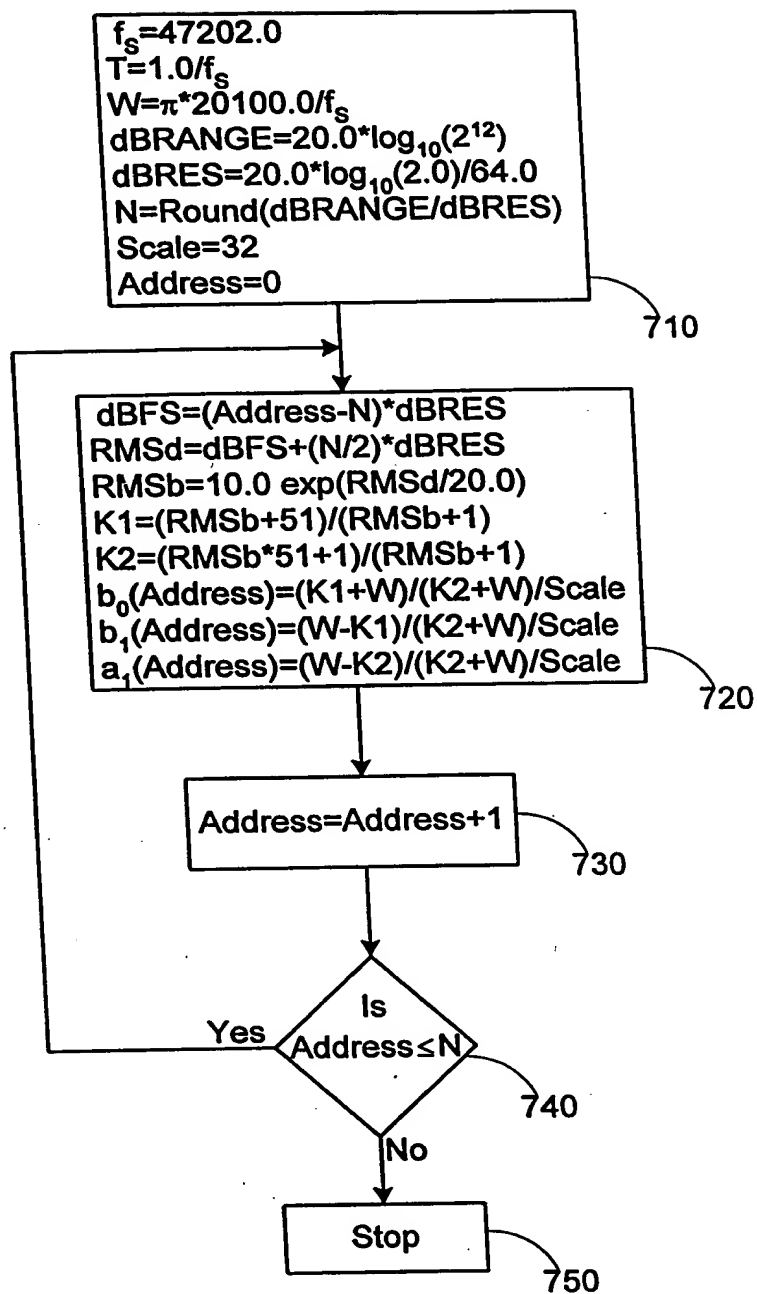 fₛ=47202.0
T=1.0/fₛ
W=π*20100.0/fₛ
dBRANGE=20.0*log₁₀(2¹²)
dBRES=20.0*log₁₀(2.0)/64.0
N=Round(dBRANGE/dBRES)
Scale=32
Address=0
710
dBFS=(Address-N)*dBRES
RMSd=dBFS+(N/2)*dBRES
RMSb=10.0 exp(RMSd/20.0)
K1=(RMSb+51)/(RMSb+1)
K2=(RMSb*51+1)/(RMSb+1)
b₀(Address)=(K1+W)/(K2+W)/Scale
b₁(Address)=(W-K1)/(K2+W)/Scale
a₁(Address)=(W-K2)/(K2+W)/Scale
720
Address=Address+1
730
Is
Address≤N
Yes
740
No
Stop
750